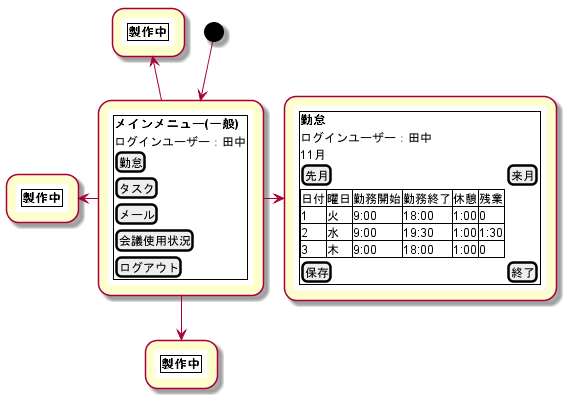 製作中
メインメニュー(一般)
ログインユーザー：田中
勤怠
タスク
メール
会議使用状況
ログアウト
製作中
勤怠
ログインユーザー：田中
11月
先月 来月
日付 曜日 勤務開始 勤務終了 休憩 残業
1 火 9:00 18:00 1:00 0
2 水 9:00 19:30 1:00 1:30
3 木 9:00 18:00 1:00 0
保存 終了
製作中